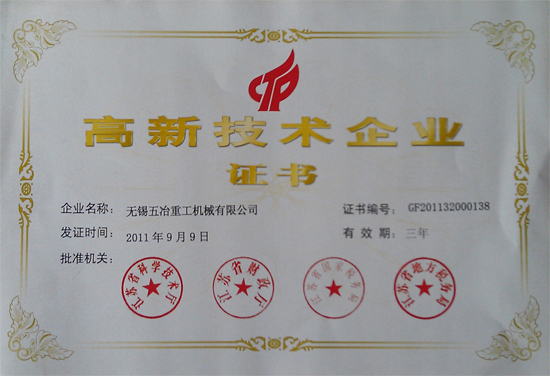 高新技术企业
证书
企业名称: 无锡五冶重工机械有限公司
证书编号: GF201132000138
发证时间: 2011年9月9日
有效期: 三年
批准机关:
江苏省科学技术厅
江苏省财政厅
江苏省国家税务局
江苏省地方税务局